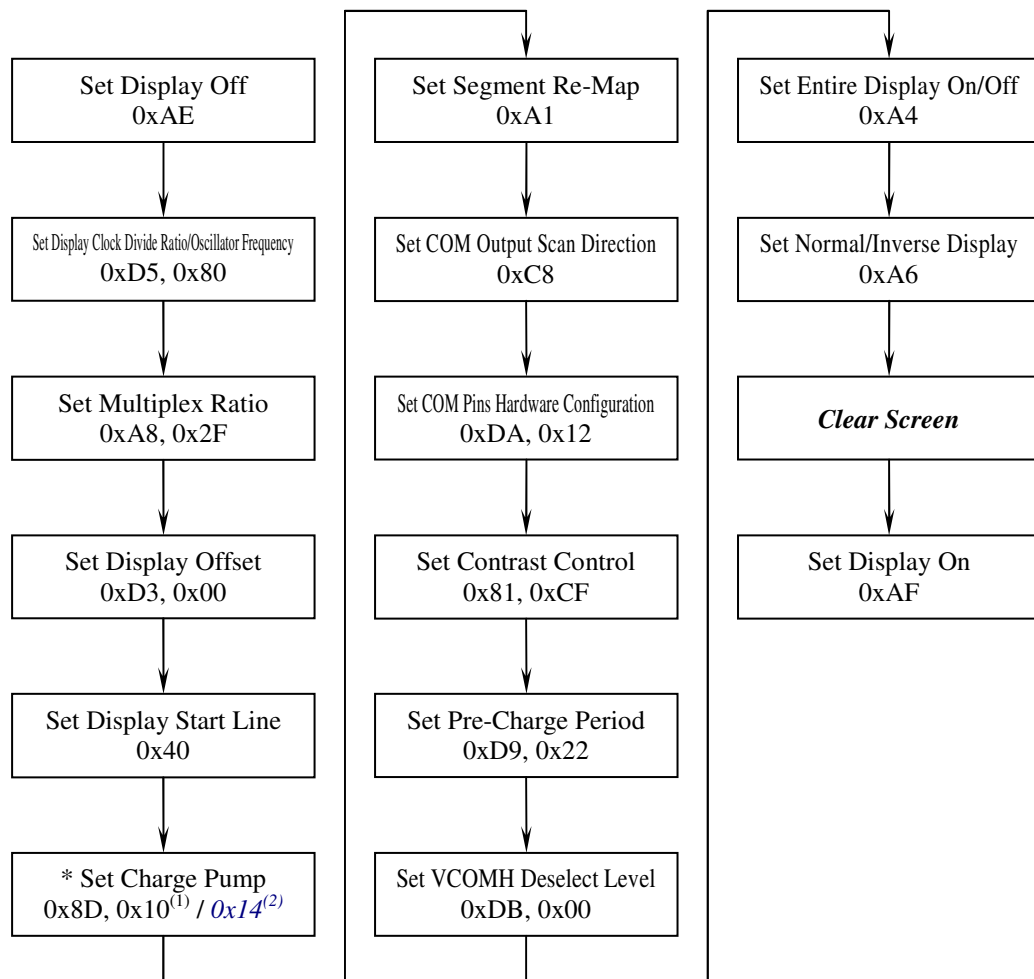 Set Display Off
0xAE
Set Display Clock Divide Ratio/Oscillator Frequency
0xD5, 0x80
Set Multiplex Ratio
0xA8, 0x2F
Set Display Offset
0xD3, 0x00
Set Display Start Line
0x40
* Set Charge Pump
0x8D, 0x10(1) / 0x14(2)
Set Segment Re-Map
0xA1
Set COM Output Scan Direction
0xC8
Set COM Pins Hardware Configuration
0xDA, 0x12
Set Contrast Control
0x81, 0xCF
Set Pre-Charge Period
0xD9, 0x22
Set VCOMH Deselect Level
0xDB, 0x00
Set Entire Display On/Off
0xA4
Set Normal/Inverse Display
0xA6
Clear Screen
Set Display On
0xAF